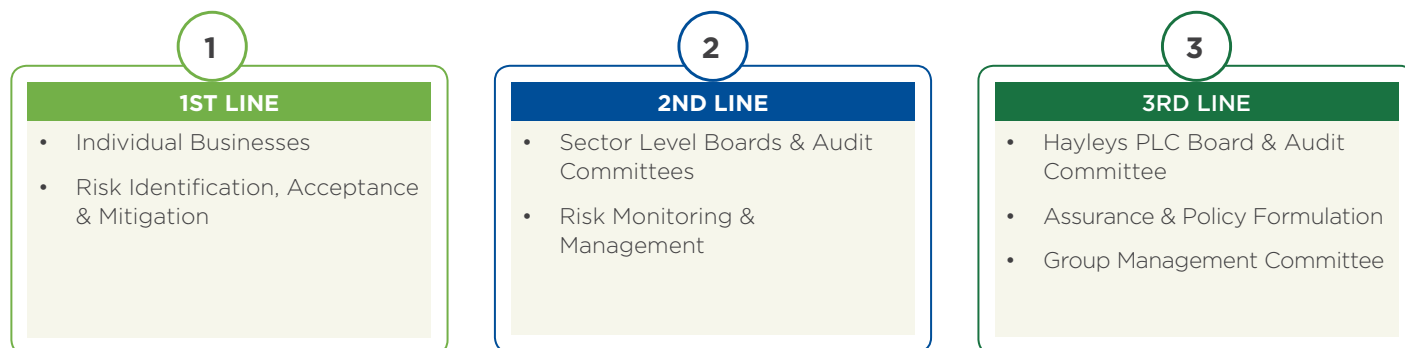 1
1ST LINE
• Individual Businesses
• Risk Identification, Acceptance
& Mitigation
2
2ND LINE
• Sector Level Boards & Audit
Committees
• Risk Monitoring &
Management
3
3RD LINE
• Hayleys PLC Board & Audit
Committee
• Assurance & Policy Formulation
• Group Management Committee